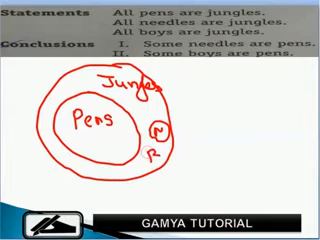 Statements All pens are jungles.
All needles are jungles.
All boys are jungles.
Conclusions I. Some needles are pens.
II. Some boys are pens.
Jungles
Pens
N
GAMYA TUTORIAL